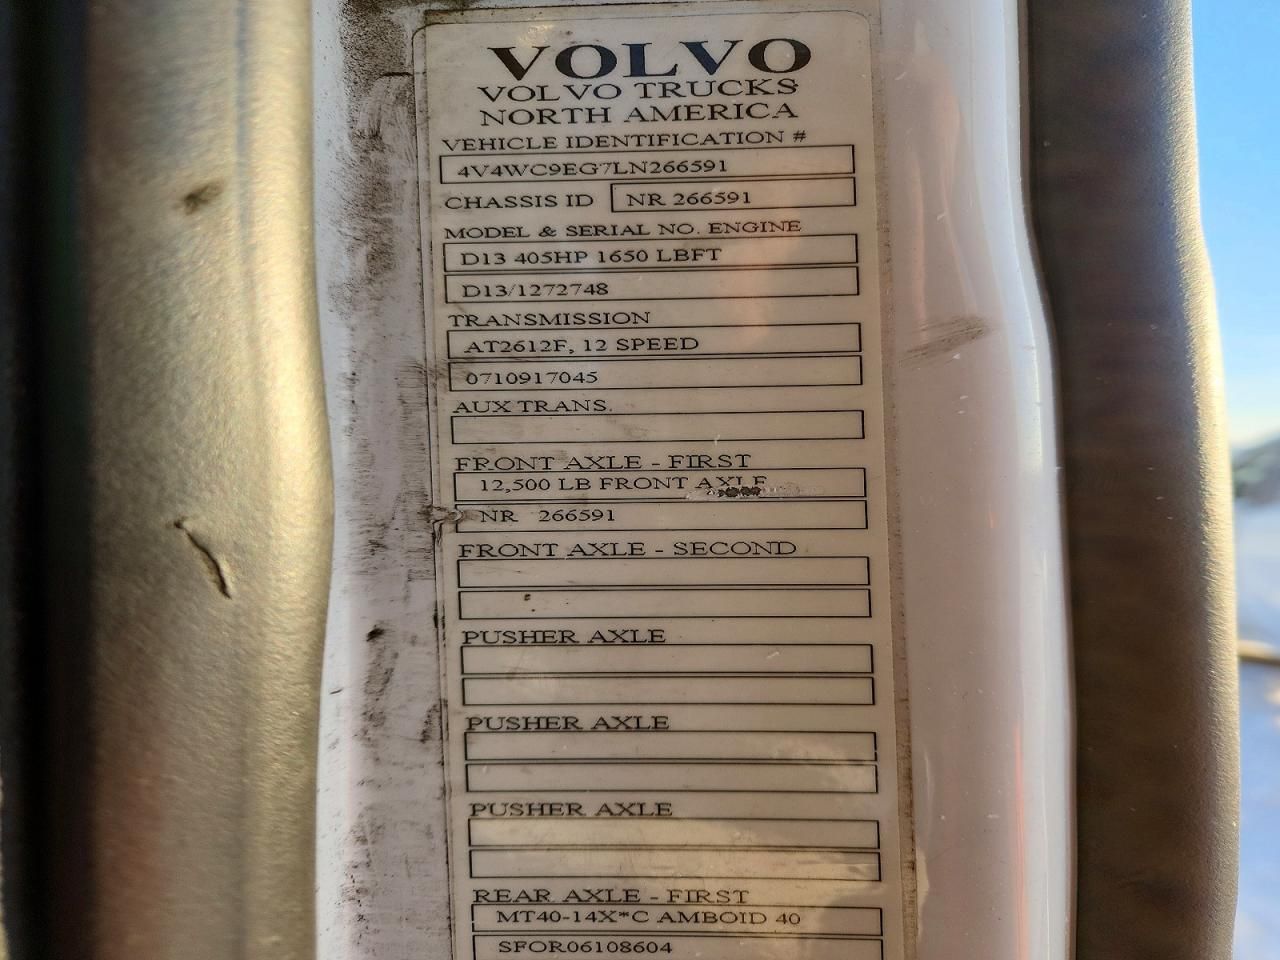 VOLVO
VOLVO TRUCKS
NORTH AMERICA
VEHICLE IDENTIFICATION #
4V4WC9EG7LN266591
CHASSIS ID NR 266591
MODEL & SERIAL NO. ENGINE
D13 405HP 1650 LBFT
D13/1272748
TRANSMISSION
AT2612F, 12 SPEED
0710917045
AUX TRANS.
FRONT AXLE - FIRST
12,500 LB FRONT AXLE
NR 266591
FRONT AXLE - SECOND
PUSHER AXLE
PUSHER AXLE
PUSHER AXLE
REAR AXLE - FIRST
MT40-14X*C AMBOID 40
SFOR06108604